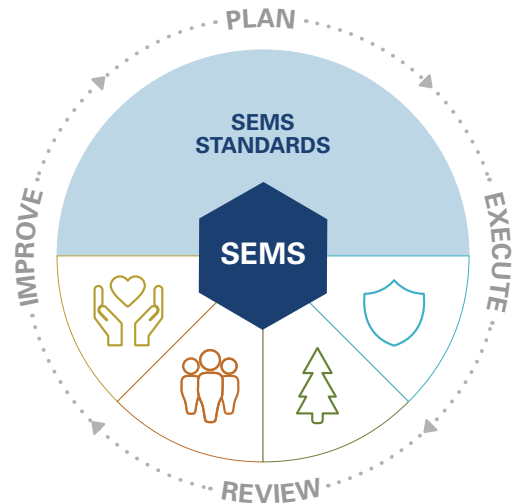 PLAN
SEMS
STANDARDS
IMPROVE
SEMS
EXECUTE
REVIEW